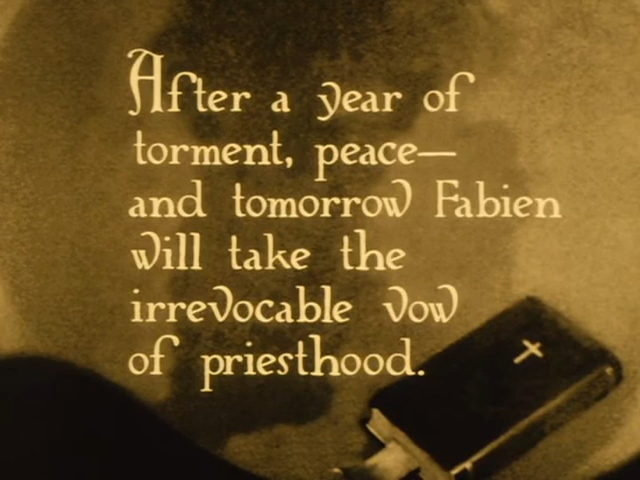 After a year of
torment, peace—
and tomorrow Fabien
will take the
irrevocable vow
of priesthood.